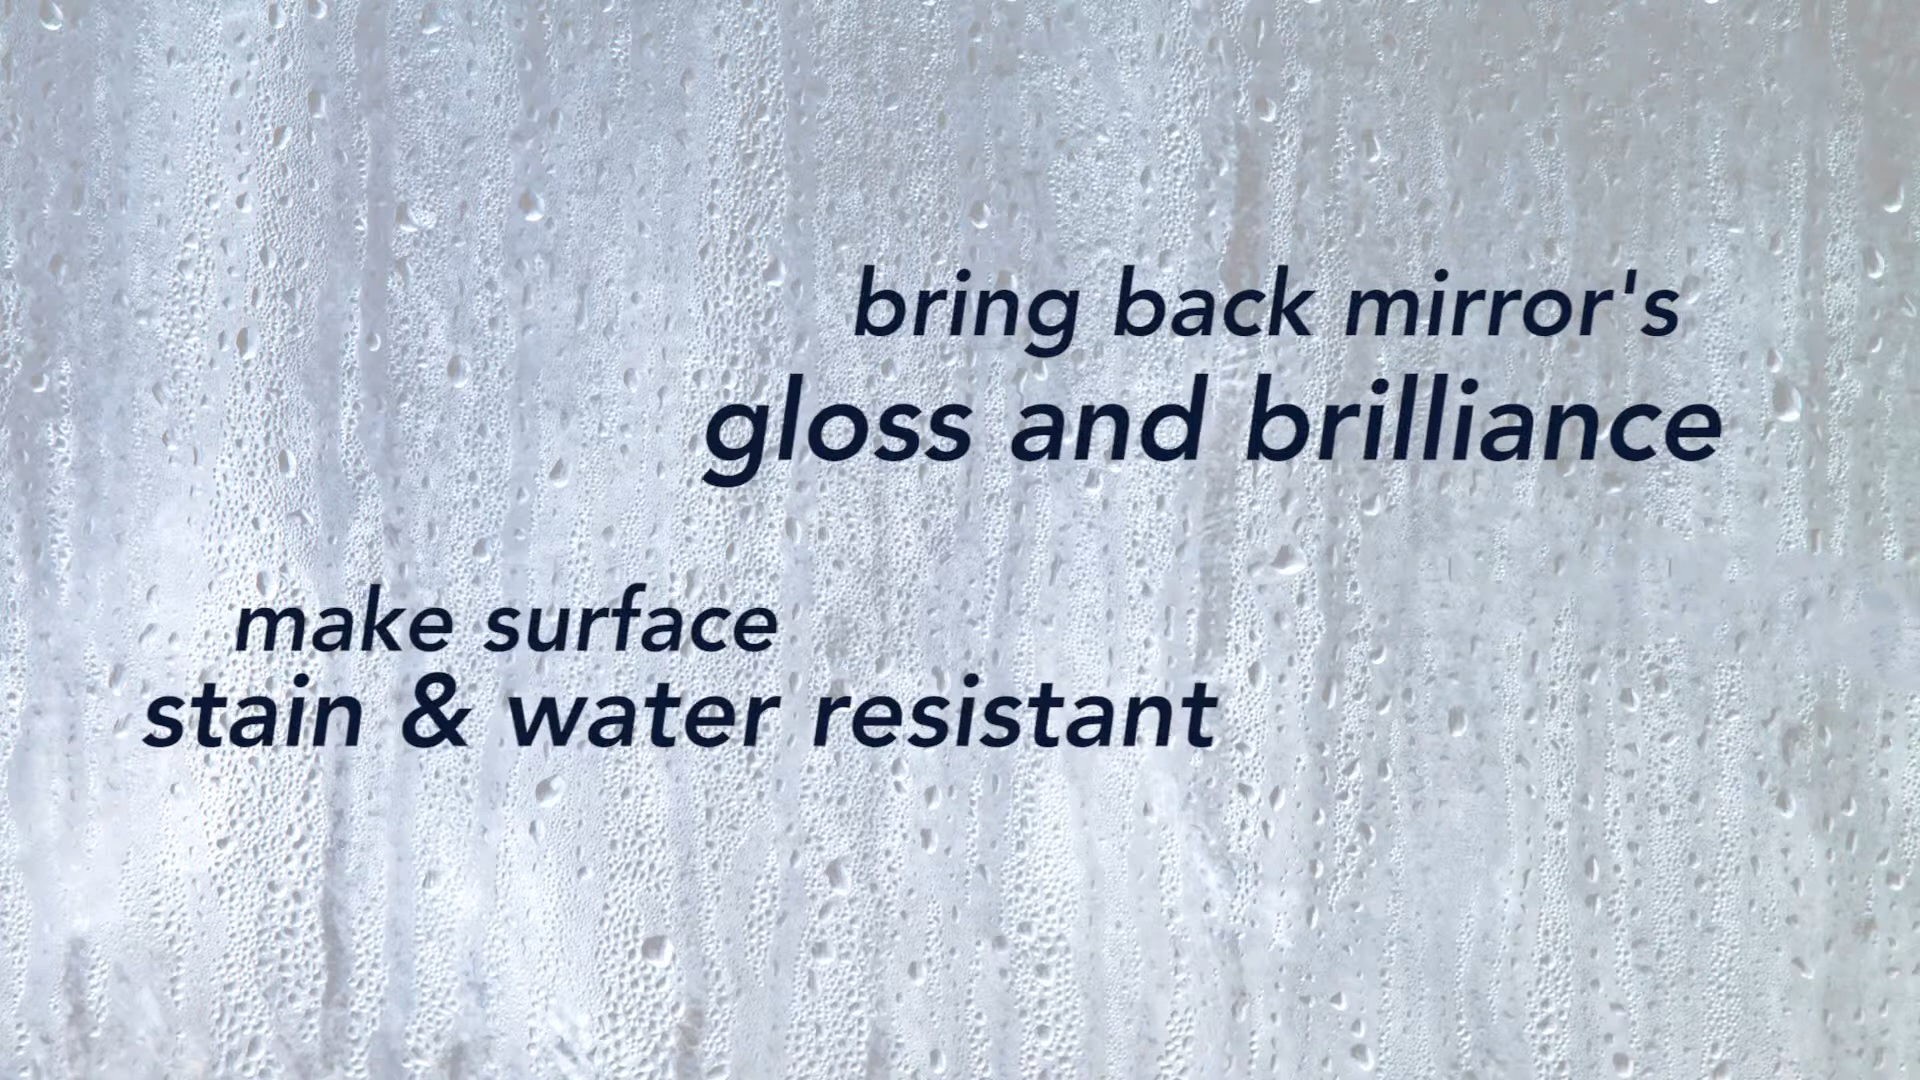 bring back mirror's
gloss and brilliance
make surface
stain & water resistant